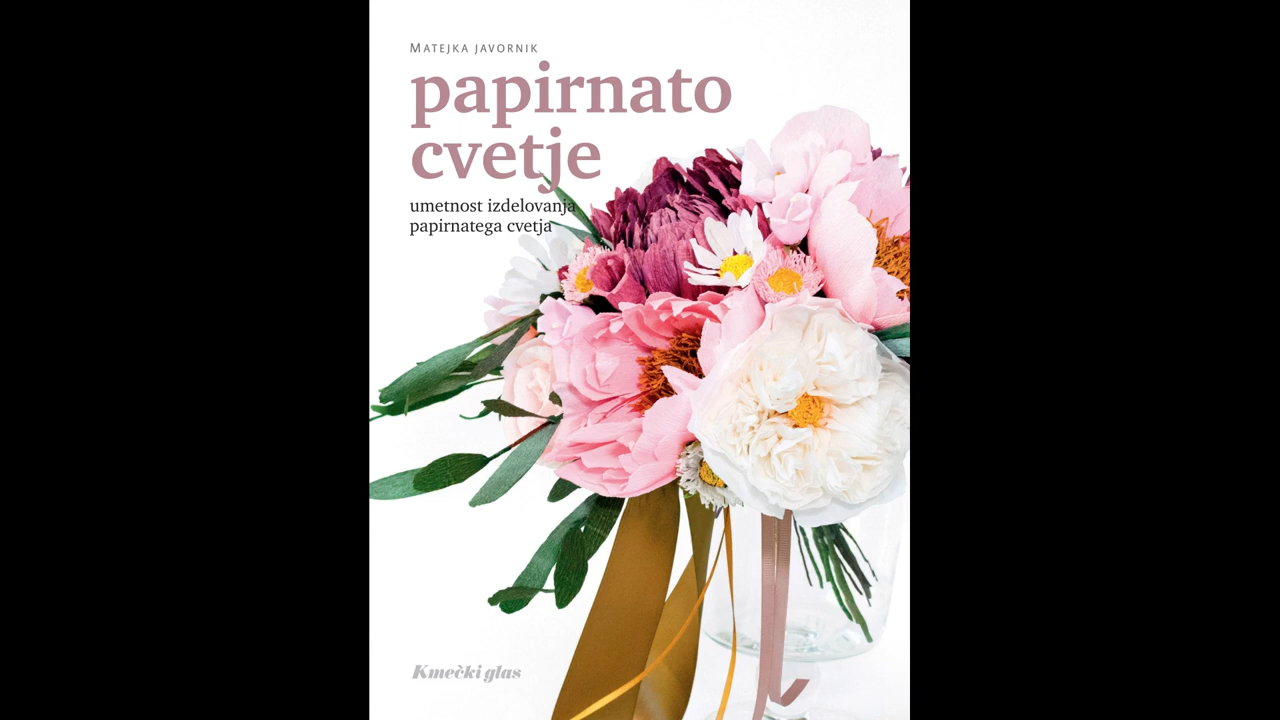 MATEJKA JAVORNIK
papirnato
cvetje
umetnost izdelovanja
papirnatega cvetja
Kmečki glas